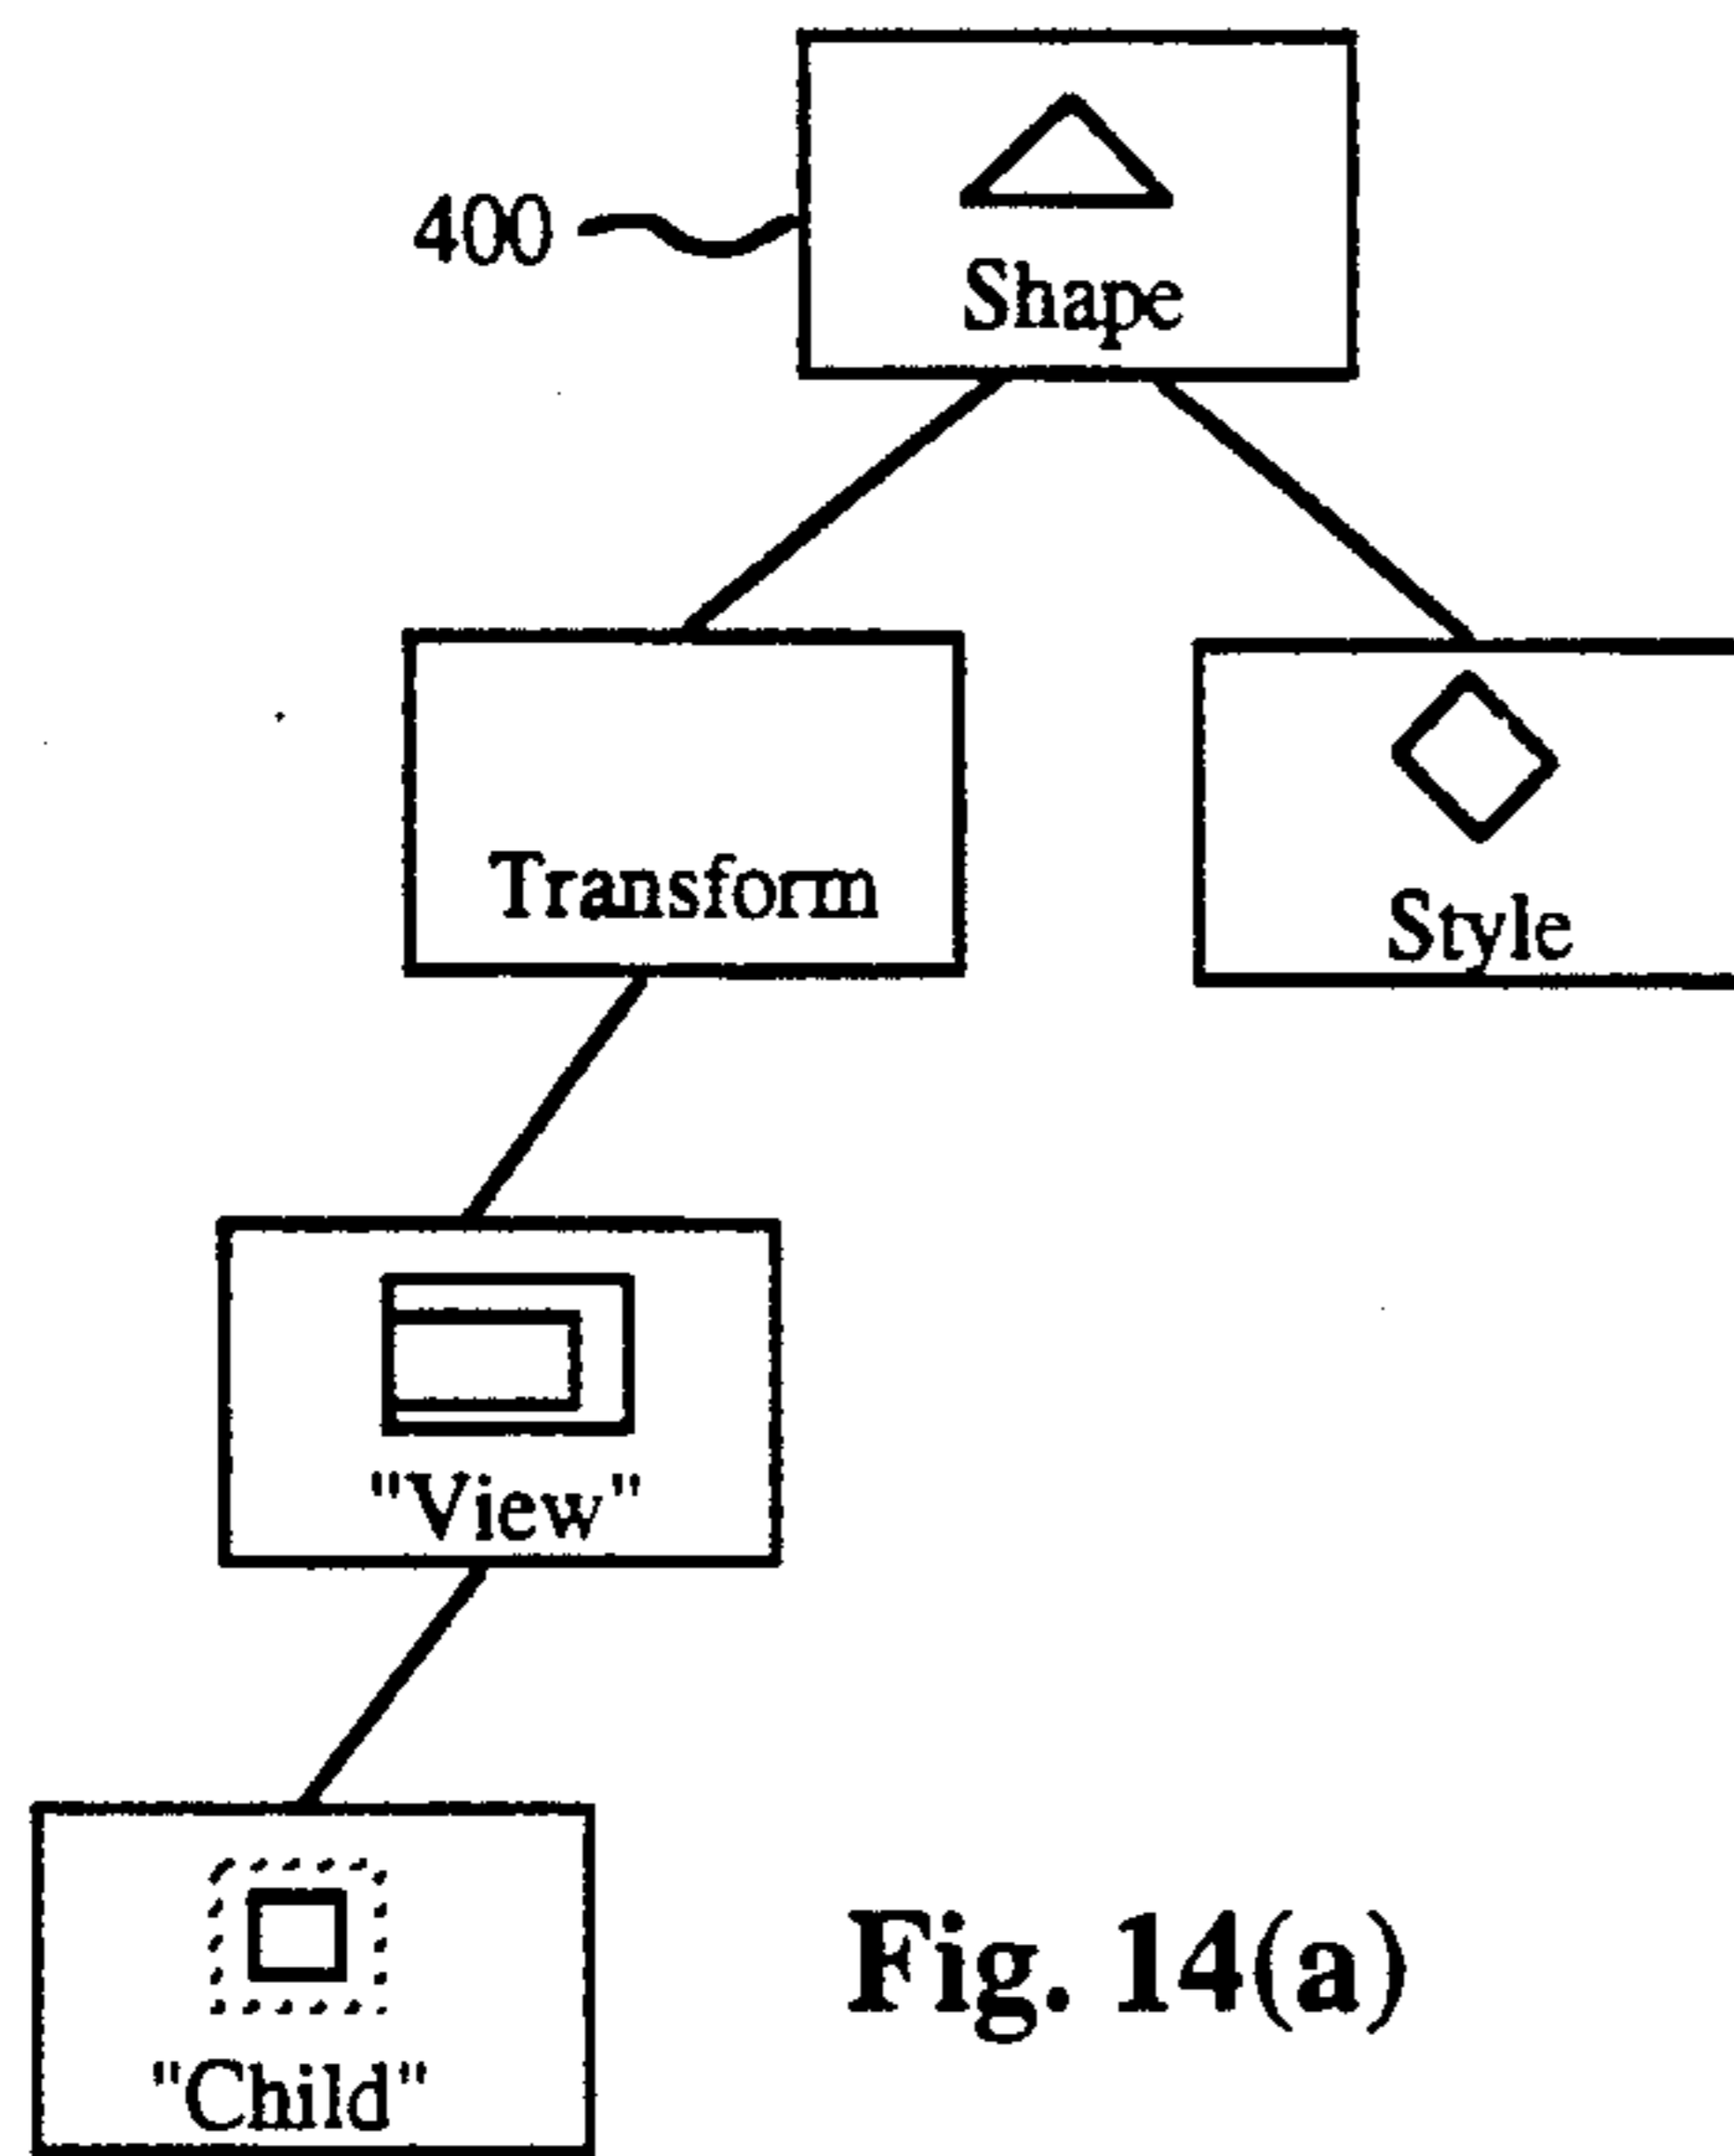 400
Shape
Transform
Style
"View"
"Child"
Fig. 14(a)